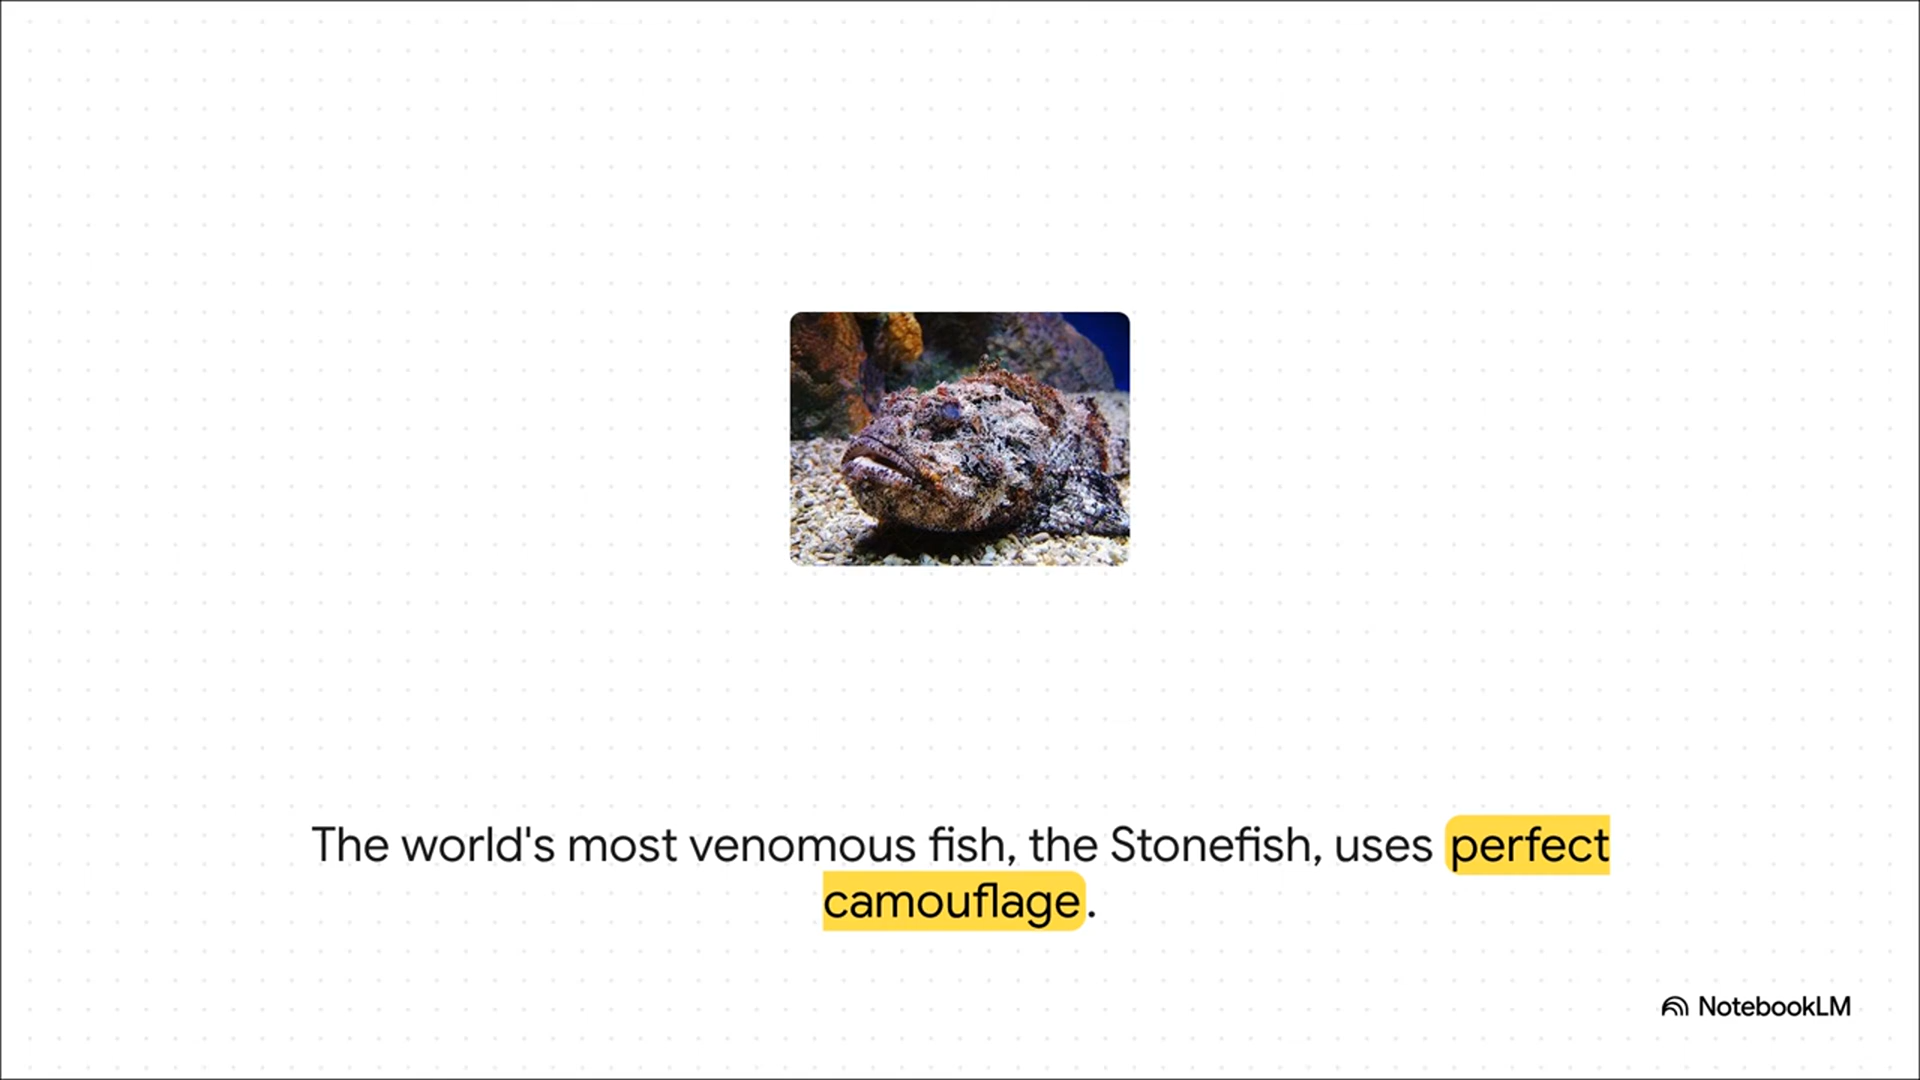 The world's most venomous fish, the Stonefish, uses perfect
camouflage.
NotebookLM